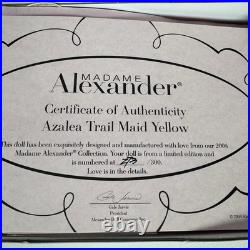 MADAME
Alexander®
Certificate of Authenticity
Azalea Trail Maid Yellow
This doll has been exquisitely designed and manufactured with love from our 2006
Madame Alexander® Collection. Your doll is from a limited edition and
is numbered at /300.
Love is in the details.
Gale Jarvis
President